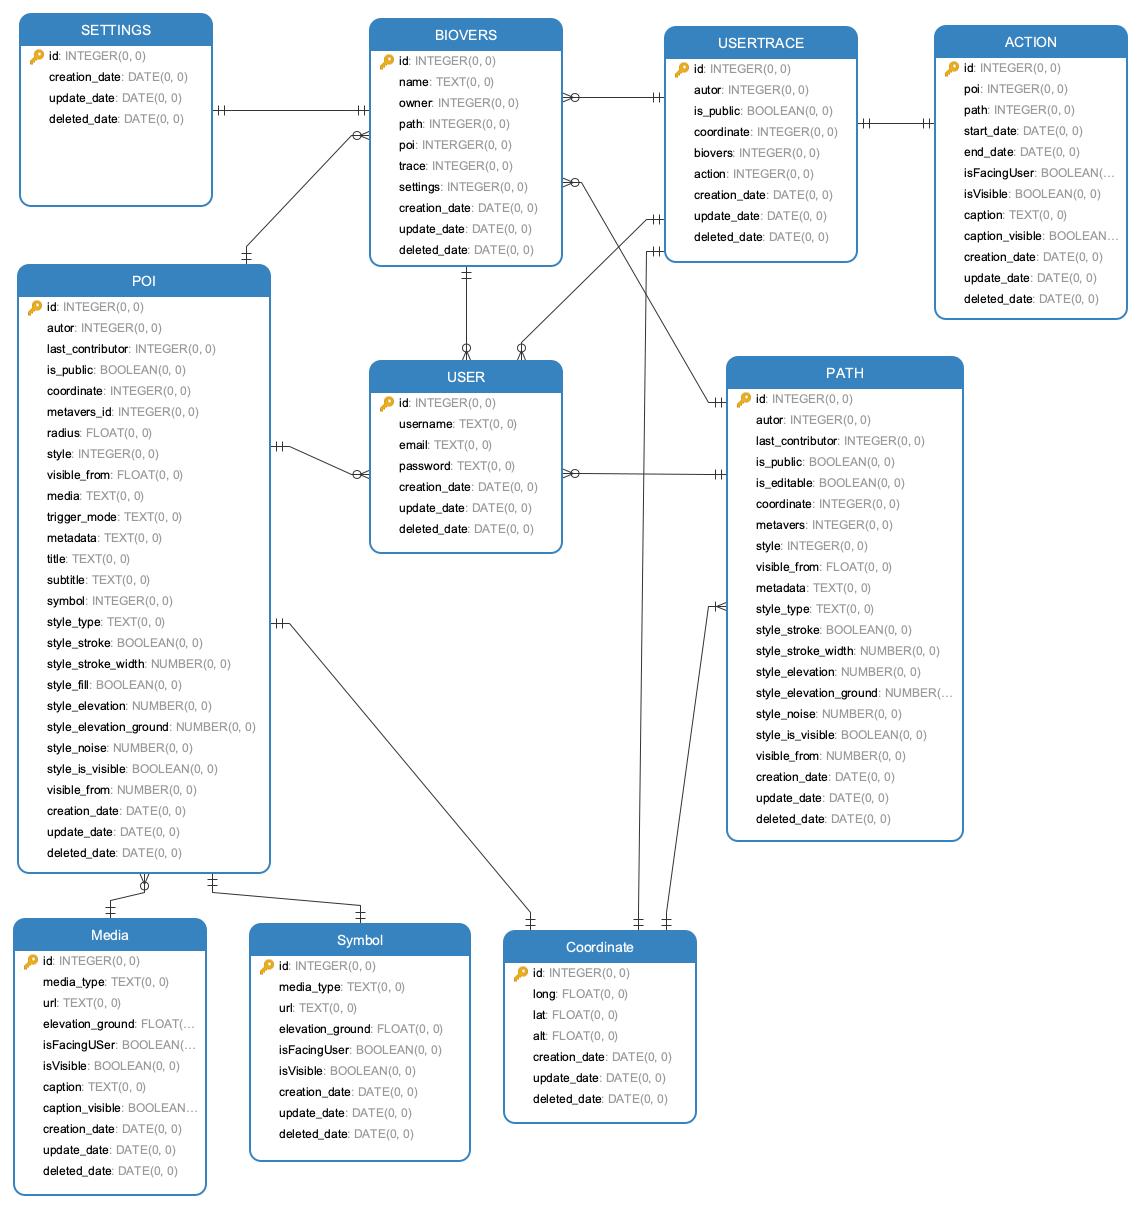 SETTINGS
id: INTEGER(0, 0)
creation_date: DATE(0, 0)
update_date: DATE(0, 0)
deleted_date: DATE(0, 0)
BIOVERS
id: INTEGER(0, 0)
name: TEXT(0, 0)
owner: INTEGER(0, 0)
path: INTEGER(0, 0)
poi: INTERGER(0, 0)
trace: INTEGER(0, 0)
settings: INTEGER(0, 0)
creation_date: DATE(0, 0)
update_date: DATE(0, 0)
deleted_date: DATE(0, 0)
USERTRACE
id: INTEGER(0, 0)
autor: INTEGER(0, 0)
is_public: BOOLEAN(0, 0)
coordinate: INTEGER(0, 0)
biovers: INTEGER(0, 0)
action: INTEGER(0, 0)
creation_date: DATE(0, 0)
update_date: DATE(0, 0)
deleted_date: DATE(0, 0)
ACTION
id: INTEGER(0, 0)
poi: INTEGER(0, 0)
path: INTEGER(0, 0)
start_date: DATE(0, 0)
end_date: DATE(0, 0)
isFacingUser: BOOLEAN(...
isVisible: BOOLEAN(0, 0)
caption: TEXT(0, 0)
caption_visible: BOOLEAN...
creation_date: DATE(0, 0)
update_date: DATE(0, 0)
deleted_date: DATE(0, 0)
POI
id: INTEGER(0, 0)
autor: INTEGER(0, 0)
last_contributor: INTEGER(0, 0)
is_public: BOOLEAN(0, 0)
coordinate: INTEGER(0, 0)
metavers_id: INTEGER(0, 0)
radius: FLOAT(0, 0)
style: INTEGER(0, 0)
visible_from: FLOAT(0, 0)
media: TEXT(0, 0)
trigger_mode: TEXT(0, 0)
metadata: TEXT(0, 0)
title: TEXT(0, 0)
subtitle: TEXT(0, 0)
symbol: INTEGER(0, 0)
style_type: TEXT(0, 0)
style_stroke: BOOLEAN(0, 0)
style_stroke_width: NUMBER(0, 0)
style_fill: BOOLEAN(0, 0)
style_elevation: NUMBER(0, 0)
style_elevation_ground: NUMBER(0, 0)
style_noise: NUMBER(0, 0)
style_is_visible: BOOLEAN(0, 0)
visible_from: NUMBER(0, 0)
creation_date: DATE(0, 0)
update_date: DATE(0, 0)
deleted_date: DATE(0, 0)
USER
id: INTEGER(0, 0)
username: TEXT(0, 0)
email: TEXT(0, 0)
password: TEXT(0, 0)
creation_date: DATE(0, 0)
update_date: DATE(0, 0)
deleted_date: DATE(0, 0)
PATH
id: INTEGER(0, 0)
autor: INTEGER(0, 0)
last_contributor: INTEGER(0, 0)
is_public: BOOLEAN(0, 0)
is_editable: BOOLEAN(0, 0)
coordinate: INTEGER(0, 0)
metavers: INTEGER(0, 0)
style: INTEGER(0, 0)
visible_from: FLOAT(0, 0)
metadata: TEXT(0, 0)
style_type: TEXT(0, 0)
style_stroke: BOOLEAN(0, 0)
style_stroke_width: NUMBER(0, 0)
style_elevation: NUMBER(0, 0)
style_elevation_ground: NUMBER(...
style_noise: NUMBER(0, 0)
style_is_visible: BOOLEAN(0, 0)
visible_from: NUMBER(0, 0)
creation_date: DATE(0, 0)
update_date: DATE(0, 0)
deleted_date: DATE(0, 0)
Media
id: INTEGER(0, 0)
media_type: TEXT(0, 0)
url: TEXT(0, 0)
elevation_ground: FLOAT(...
isFacingUSer: BOOLEAN(...
isVisible: BOOLEAN(0, 0)
caption: TEXT(0, 0)
caption_visible: BOOLEAN...
creation_date: DATE(0, 0)
update_date: DATE(0, 0)
deleted_date: DATE(0, 0)
Symbol
id: INTEGER(0, 0)
media_type: TEXT(0, 0)
url: TEXT(0, 0)
elevation_ground: FLOAT(0, 0)
isFacingUser: BOOLEAN(0, 0)
isVisible: BOOLEAN(0, 0)
creation_date: DATE(0, 0)
update_date: DATE(0, 0)
deleted_date: DATE(0, 0)
Coordinate
id: INTEGER(0, 0)
long: FLOAT(0, 0)
lat: FLOAT(0, 0)
alt: FLOAT(0, 0)
creation_date: DATE(0, 0)
update_date: DATE(0, 0)
deleted_date: DATE(0, 0)